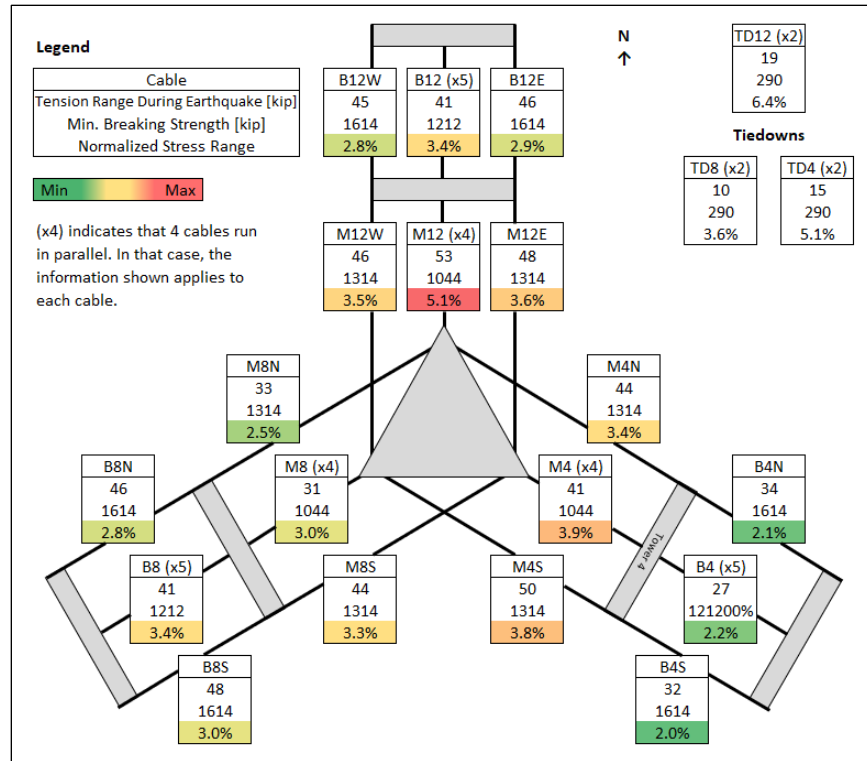 Legend
Cable
Tension Range During Earthquake [kip]
Min. Breaking Strength [kip]
Normalized Stress Range
Min Max
(x4) indicates that 4 cables run
in parallel. In that case, the
information shown applies to
each cable.
N
↑
B12W
45
1614
2.8%
B12 (x5)
41
1212
3.4%
B12E
46
1614
2.9%
TD12 (x2)
19
290
6.4%
Tiedowns
TD8 (x2)
10
290
3.6%
TD4 (x2)
15
290
5.1%
M12W
46
1314
3.5%
M12 (x4)
53
1044
5.1%
M12E
48
1314
3.6%
M8N
33
1314
2.5%
M4N
44
1314
3.4%
B8N
46
1614
2.8%
M8 (x4)
31
1044
3.0%
M4 (x4)
41
1044
3.9%
B4N
34
1614
2.1%
Tower 4
B8 (x5)
41
1212
3.4%
M8S
44
1314
3.3%
M4S
50
1314
3.8%
B4 (x5)
27
121200%
2.2%
B8S
48
1614
3.0%
B4S
32
1614
2.0%